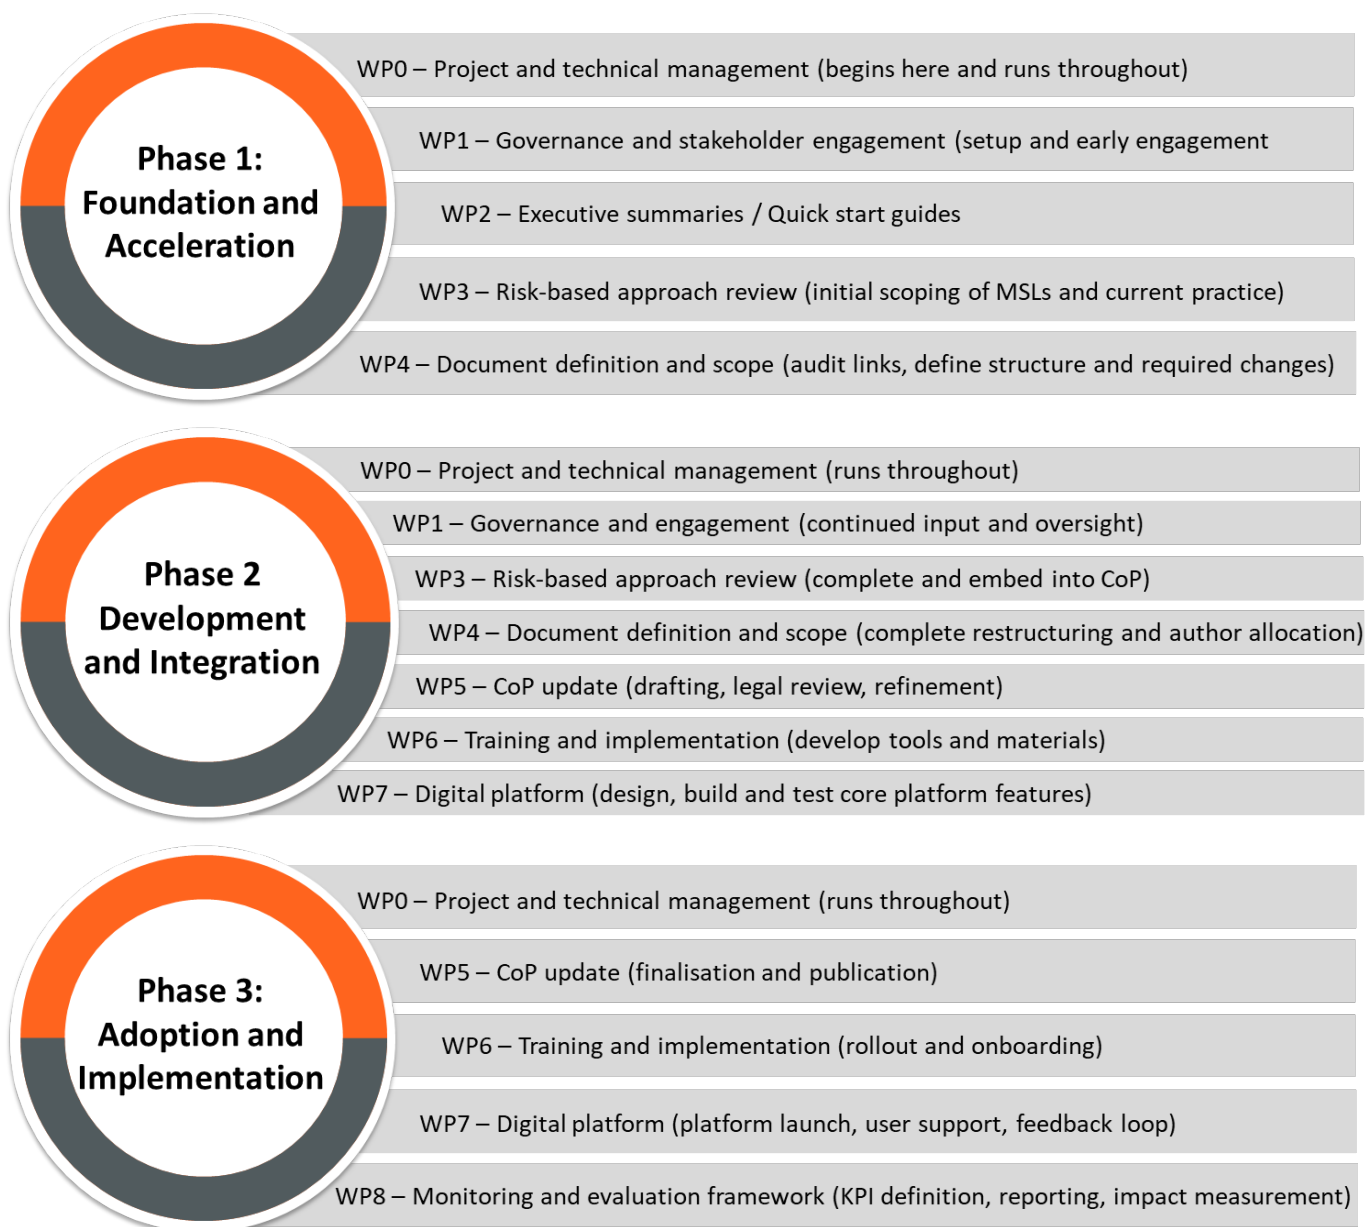 Phase 1:
Foundation and
Acceleration
WP0 – Project and technical management (begins here and runs throughout)
WP1 – Governance and stakeholder engagement (setup and early engagement
WP2 – Executive summaries / Quick start guides
WP3 – Risk-based approach review (initial scoping of MSLs and current practice)
WP4 – Document definition and scope (audit links, define structure and required changes)
Phase 2
Development
and Integration
WP0 – Project and technical management (runs throughout)
WP1 – Governance and engagement (continued input and oversight)
WP3 – Risk-based approach review (complete and embed into CoP)
WP4 – Document definition and scope (complete restructuring and author allocation)
WP5 – CoP update (drafting, legal review, refinement)
WP6 – Training and implementation (develop tools and materials)
WP7 – Digital platform (design, build and test core platform features)
Phase 3:
Adoption and
Implementation
WP0 – Project and technical management (runs throughout)
WP5 – CoP update (finalisation and publication)
WP6 – Training and implementation (rollout and onboarding)
WP7 – Digital platform (platform launch, user support, feedback loop)
WP8 – Monitoring and evaluation framework (KPI definition, reporting, impact measurement)